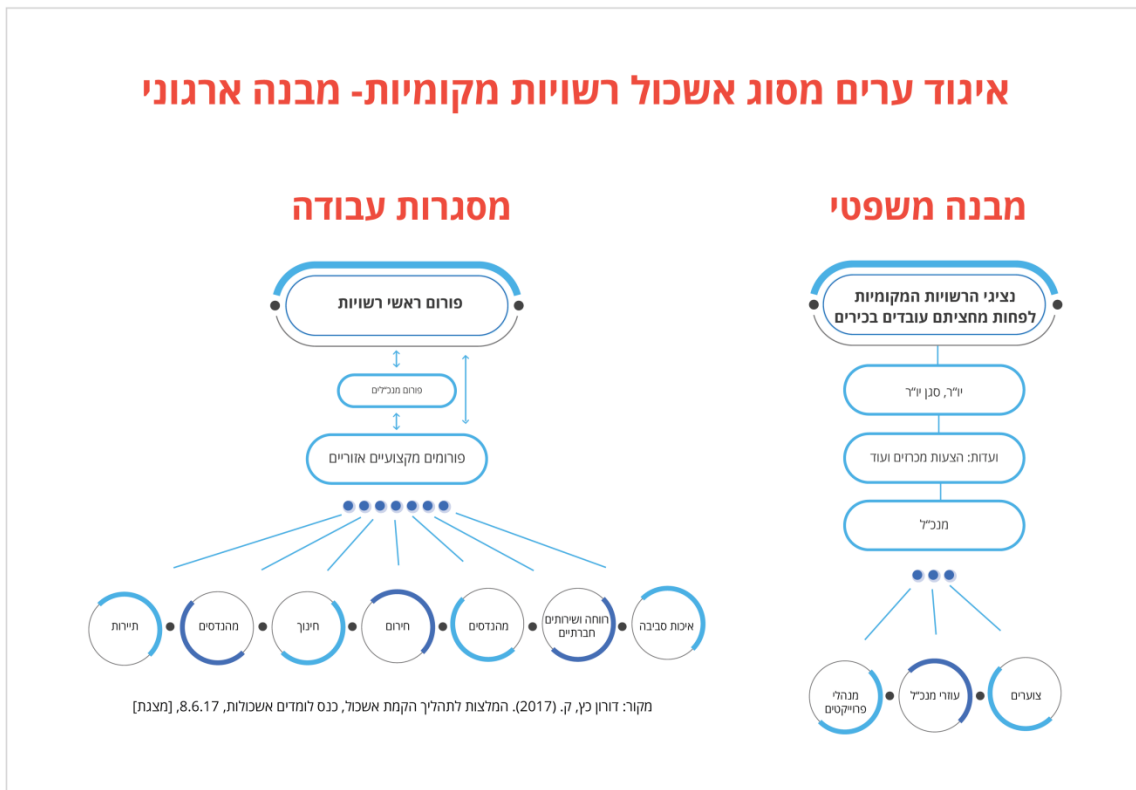 איגוד ערים מסוג אשכול רשויות מקומיות- מבנה ארגוני
מבנה משפטי
נציגי הרשויות המקומיות
לפחות מחציתם עובדים בכירים
יו״ר, סגן יו״ר
ועדות: הצעות מכרזים ועוד
מנכ״ל
צוערים
עוזרי מנכ״ל
מנהלי
פרוייקטים
מסגרות עבודה
פורום ראשי רשויות
פורום מנכ״לים
פורומים מקצועיים אזוריים
איכות סביבה
רווחה ושירותים
חברתיים
מהנדסים
חירום
חינוך
מהנדסים
תיירות
מקור: דורון כץ, ק. (2017). המלצות לתהליך הקמת אשכול, כנס לומדים אשכולות, 8.6.17, [מצגת]